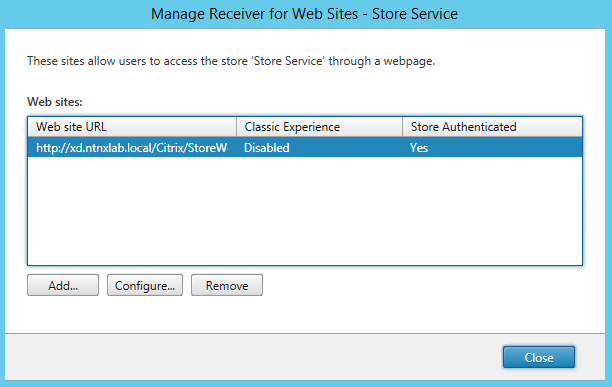 Manage Receiver for Web Sites - Store Service
These sites allow users to access the store 'Store Service' through a webpage.
Web sites:
Web site URL Classic Experience Store Authenticated
http://xd.ntnxlab.local/Citrix/StoreW Disabled Yes
Add... Configure... Remove
Close